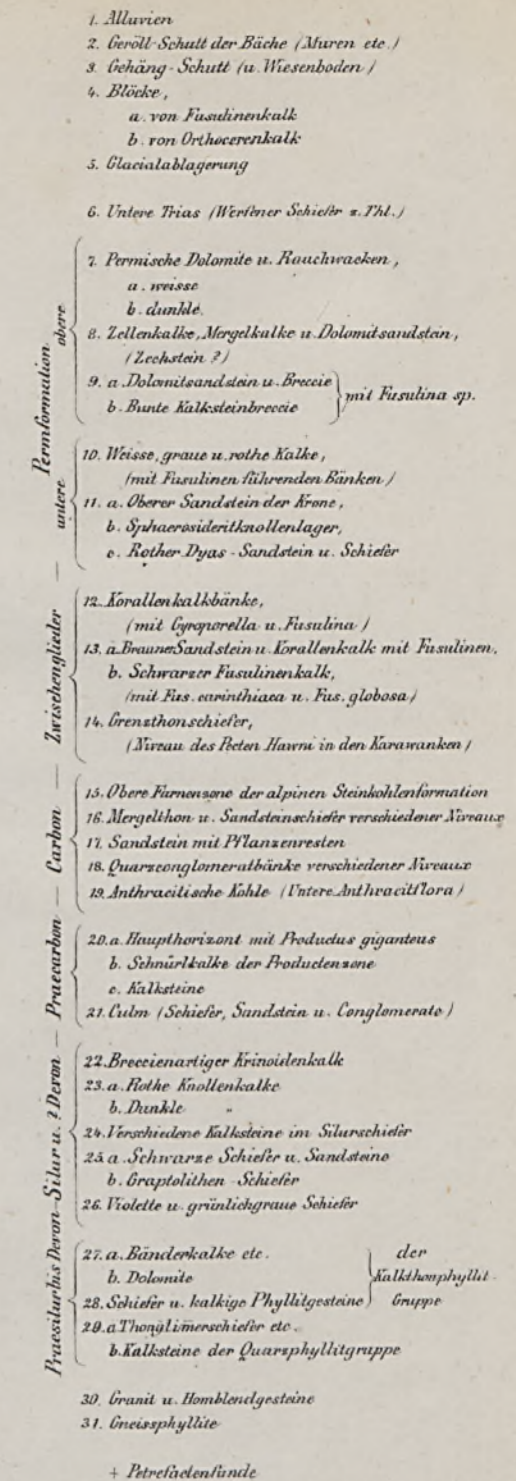 1. Alluvien
2. Geröll-Schutt der Bäche (Muren etc.)
3. Gehäng-Schutt (u. Wiesenboden)
4. Blöcke,
a. von Fusulinenkalk
b. von Orthocerenkalk
5. Glacialablagerung
6. Untere Trias (Werfener Schiefer z. Thl.)
Permformation
obere
7. Permische Dolomite u. Rauchwacken,
a. weisse
b. dunkle.
8. Zellenkalke, Mergelkalke u. Dolomitsandstein,
(Zechstein ?)
9. a. Dolomitsandstein u. Breccie
b. Bunte Kalksteinbreccie
mit Fusulina sp.
untere
10. Weisse, graue u. rothe Kalke,
(mit Fusulinen führenden Bänken)
11. a. Oberer Sandstein der Krone,
b. Sphaerosideritknollenlager,
c. Rother Dyas-Sandstein u. Schiefer
Zwischenglieder
12. Korallenkalkbänke,
(mit Gyroporella u. Fusulina)
13. a. Brauner Sandstein u. Korallenkalk mit Fusulinen,
b. Schwarzer Fusulinenkalk,
(mit Fus. carinthiaca u. Fus. globosa)
14. Grenzthonschiefer,
(Niveau des Pecten Hawni in den Karawanken)
Carbon
15. Obere Farnenzone der alpinen Steinkohlenformation
16. Mergelthon u. Sandsteinschiefer verschiedener Niveaux
17. Sandstein mit Pflanzenresten
18. Quarzconglomeratbänke verschiedener Niveaux
19. Anthracitische Kohle (Untere Anthracitflora)
Praecarbon
20. a. Haupthorizont mit Productus giganteus
b. Schnürlkalke der Productenzone
c. Kalksteine
21. Culm (Schiefer, Sandstein u. Conglomerate)
Silur u. ? Devon
22. Breccienartiger Krinoidenkalk
23. a. Rothe Knollenkalke
b. Dunkle "
24. Verschiedene Kalksteine im Silurschiefer
25. a. Schwarze Schiefer u. Sandsteine
b. Graptolithen-Schiefer
26. Violette u. grünlichgraue Schiefer
Praesilur bis Devon
27. a. Bänderkalke etc.
b. Dolomite
28. Schiefer u. kalkige Phyllitgesteine
der
Kalkthonphyllit-
Gruppe
29. a. Thonglimerschiefer etc.
b. Kalksteine der Quarzphyllitgruppe
30. Granit u. Hornblendgesteine
31. Gneissphyllite
+ Petrefactenfunde